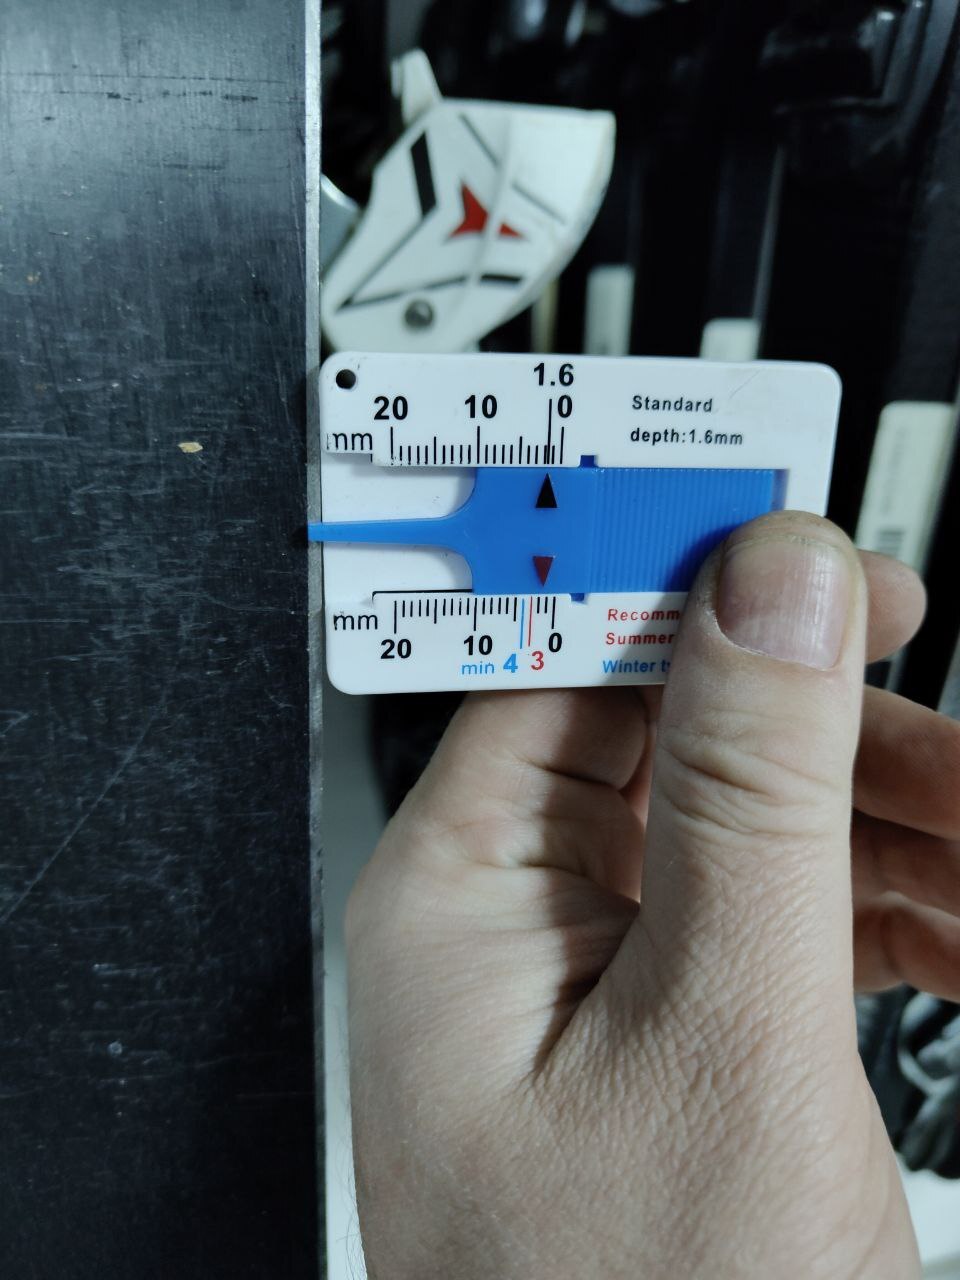 1.6
20 10 0
mm
Standard
depth:1.6mm
mm
20 10 0
min 4 3
Recomm
Summer
Winter ty